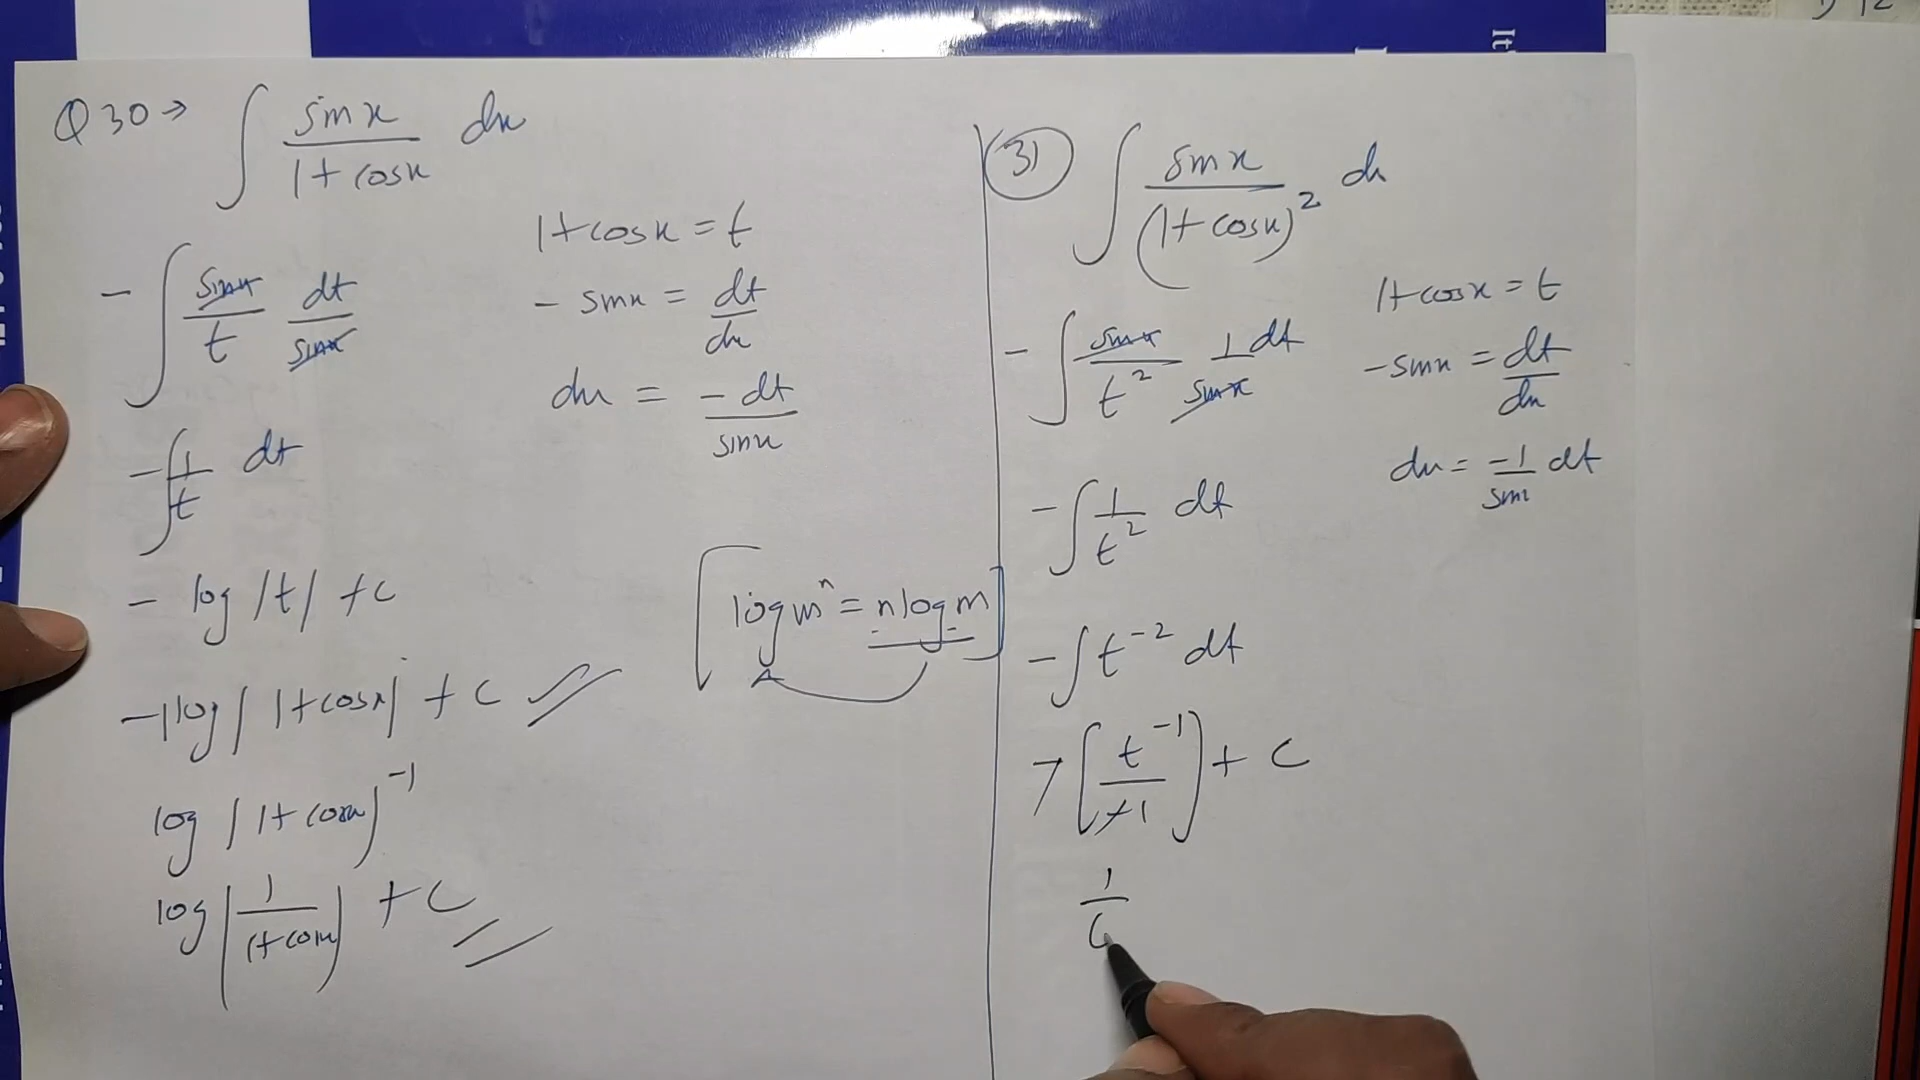 Q30→ ∫ sinx / 1+cosx dx
1+cosx = t
- ∫ sinx / t dt / sinx
- sinx = dt / dx
dx = - dt / sinx
- ∫ 1 / t dt
- log |t| + c
[log mⁿ = n log m]
-1 log | 1+cosx | + c
log | 1+cosx |⁻¹
log | 1 / 1+cosx | + c
31 ∫ sinx / (1+cosx)² dx
1+cosx = t
- ∫ sinx / t² 1 / sinx dt
- sinx = dt / dx
dx = -1 / sinx dt
- ∫ 1 / t² dt
- ∫ t⁻² dt
- [ t⁻¹ / -1 ] + c
1 / (
It